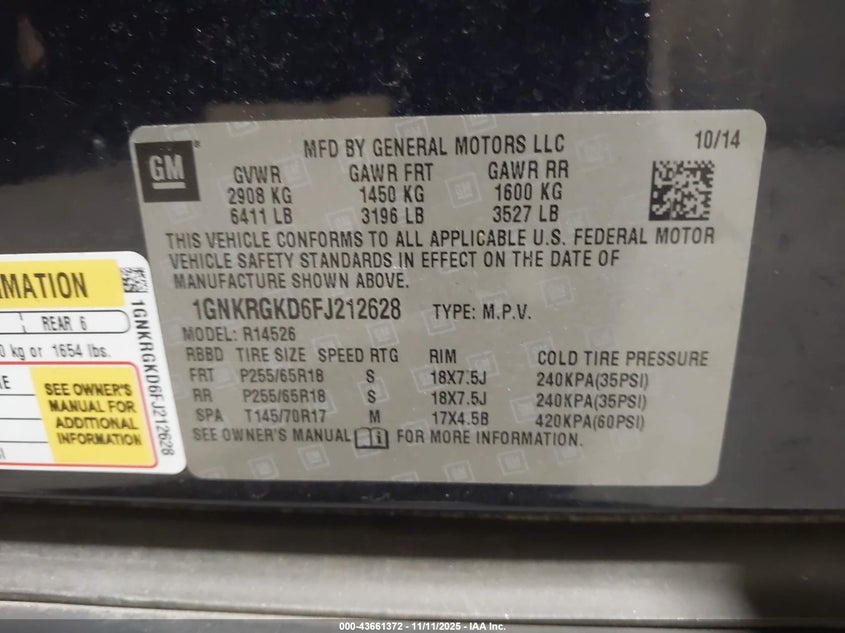 GM ®
MFD BY GENERAL MOTORS LLC 10/14
GVWR GAWR FRT GAWR RR
2908 KG 1450 KG 1600 KG
6411 LB 3196 LB 3527 LB
THIS VEHICLE CONFORMS TO ALL APPLICABLE U.S. FEDERAL MOTOR
VEHICLE SAFETY STANDARDS IN EFFECT ON THE DATE OF
MANUFACTURE SHOWN ABOVE.
1GNKRGKD6FJ212628 TYPE: M.P.V.
MODEL: R14526
RBBD TIRE SIZE SPEED RTG RIM COLD TIRE PRESSURE
FRT P255/65R18 S 18X7.5J 240KPA(35PSI)
RR P255/65R18 S 18X7.5J 240KPA(35PSI)
SPA T145/70R17 M 17X4.5B 420KPA(60PSI)
SEE OWNER'S MANUAL FOR MORE INFORMATION.
REAR 6
kg or 1654 lbs.
SEE OWNER'S
MANUAL FOR
ADDITIONAL
INFORMATION
1GNKRGKD6FJ212628
000-43661372 - 11/11/2025 - IAA Inc.